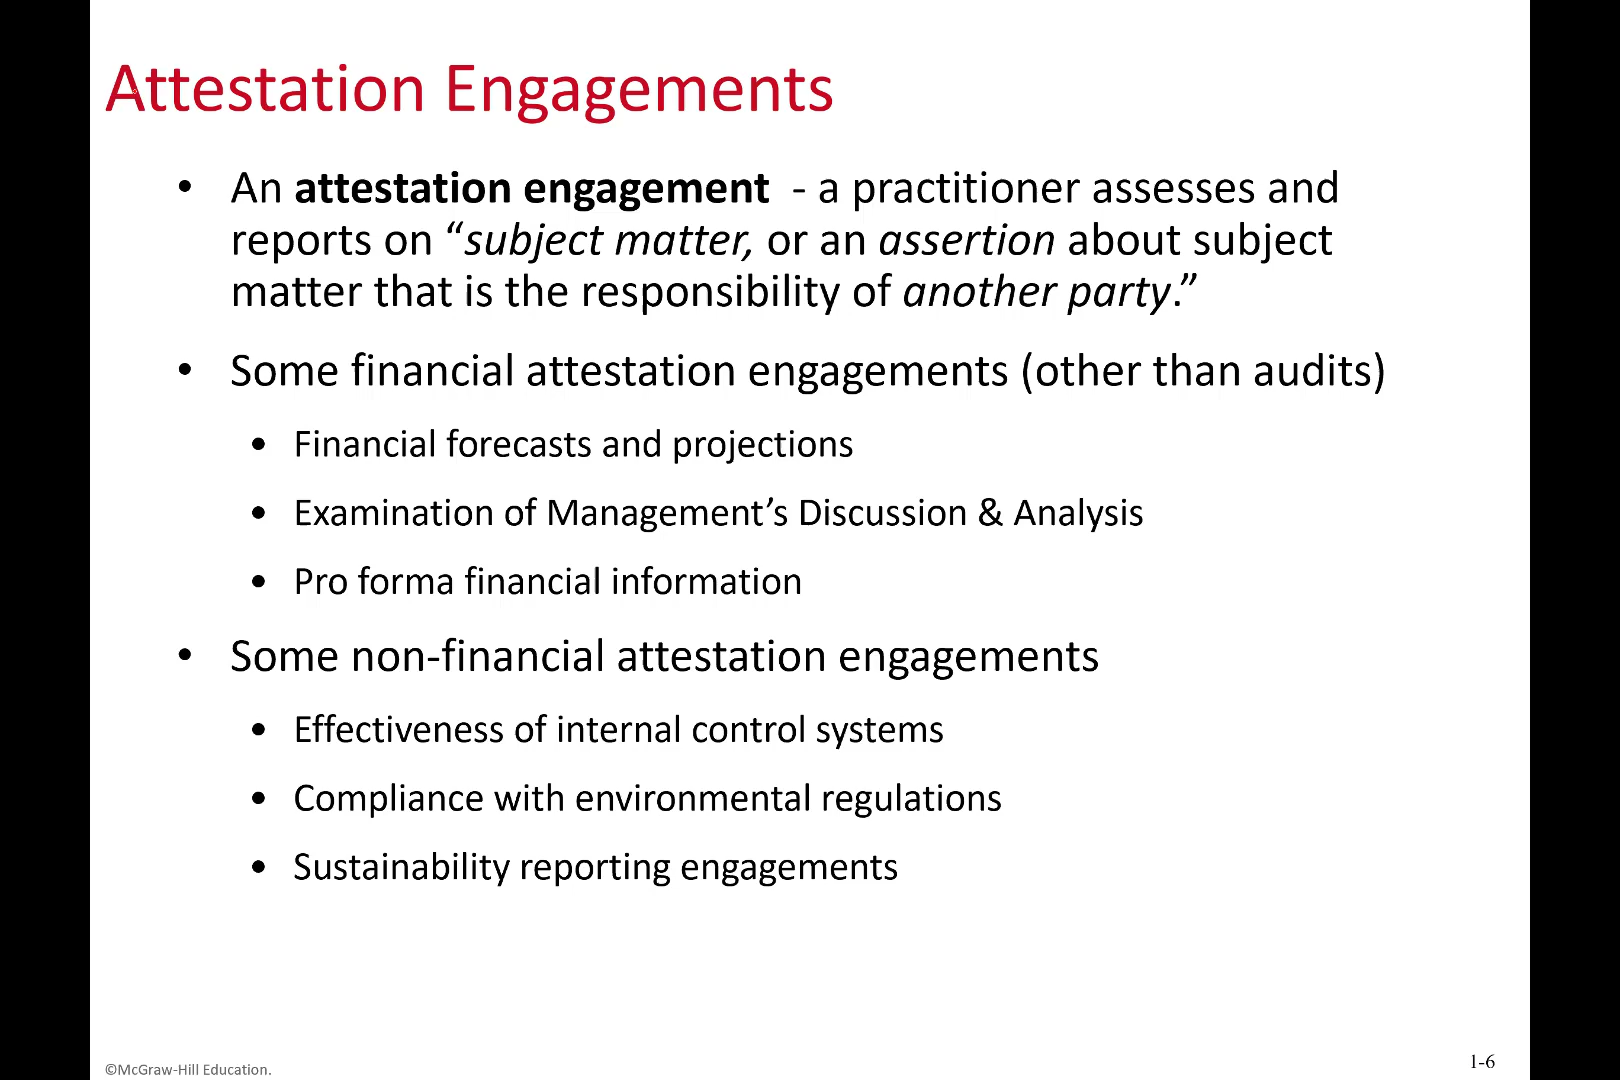 Attestation Engagements
• An attestation engagement - a practitioner assesses and
reports on “subject matter, or an assertion about subject
matter that is the responsibility of another party.”
• Some financial attestation engagements (other than audits)
• Financial forecasts and projections
• Examination of Management’s Discussion & Analysis
• Pro forma financial information
• Some non-financial attestation engagements
• Effectiveness of internal control systems
• Compliance with environmental regulations
• Sustainability reporting engagements
©McGraw-Hill Education.
1-6